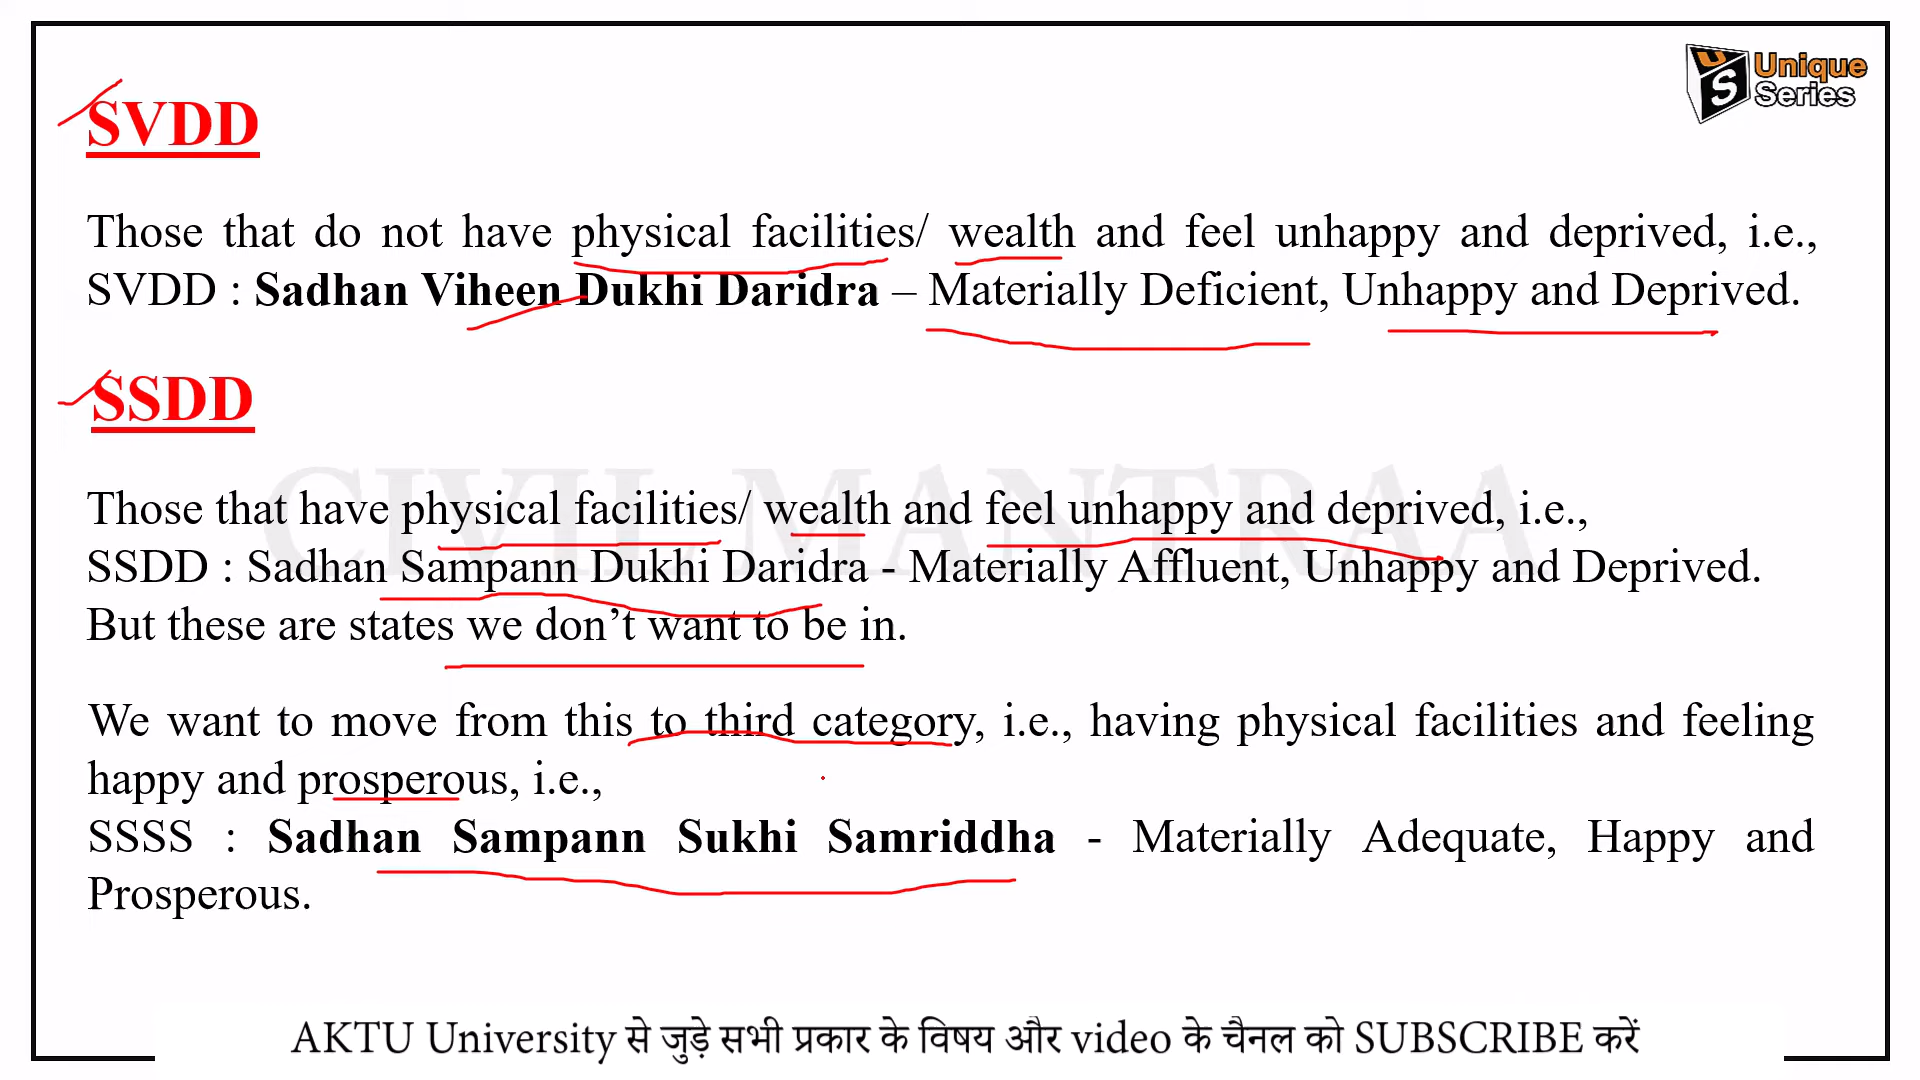 SVDD
US Unique
Series
Those that do not have physical facilities/ wealth and feel unhappy and deprived, i.e.,
SVDD : Sadhan Viheen Dukhi Daridra – Materially Deficient, Unhappy and Deprived.
SSDD
CIVIL MANTRAA
Those that have physical facilities/ wealth and feel unhappy and deprived, i.e.,
SSDD : Sadhan Sampann Dukhi Daridra - Materially Affluent, Unhappy and Deprived.
But these are states we don’t want to be in.
We want to move from this to third category, i.e., having physical facilities and feeling
happy and prosperous, i.e.,
SSSS : Sadhan Sampann Sukhi Samriddha - Materially Adequate, Happy and
Prosperous.
AKTU University से जुड़े सभी प्रकार के विषय और video के चैनल को SUBSCRIBE करें